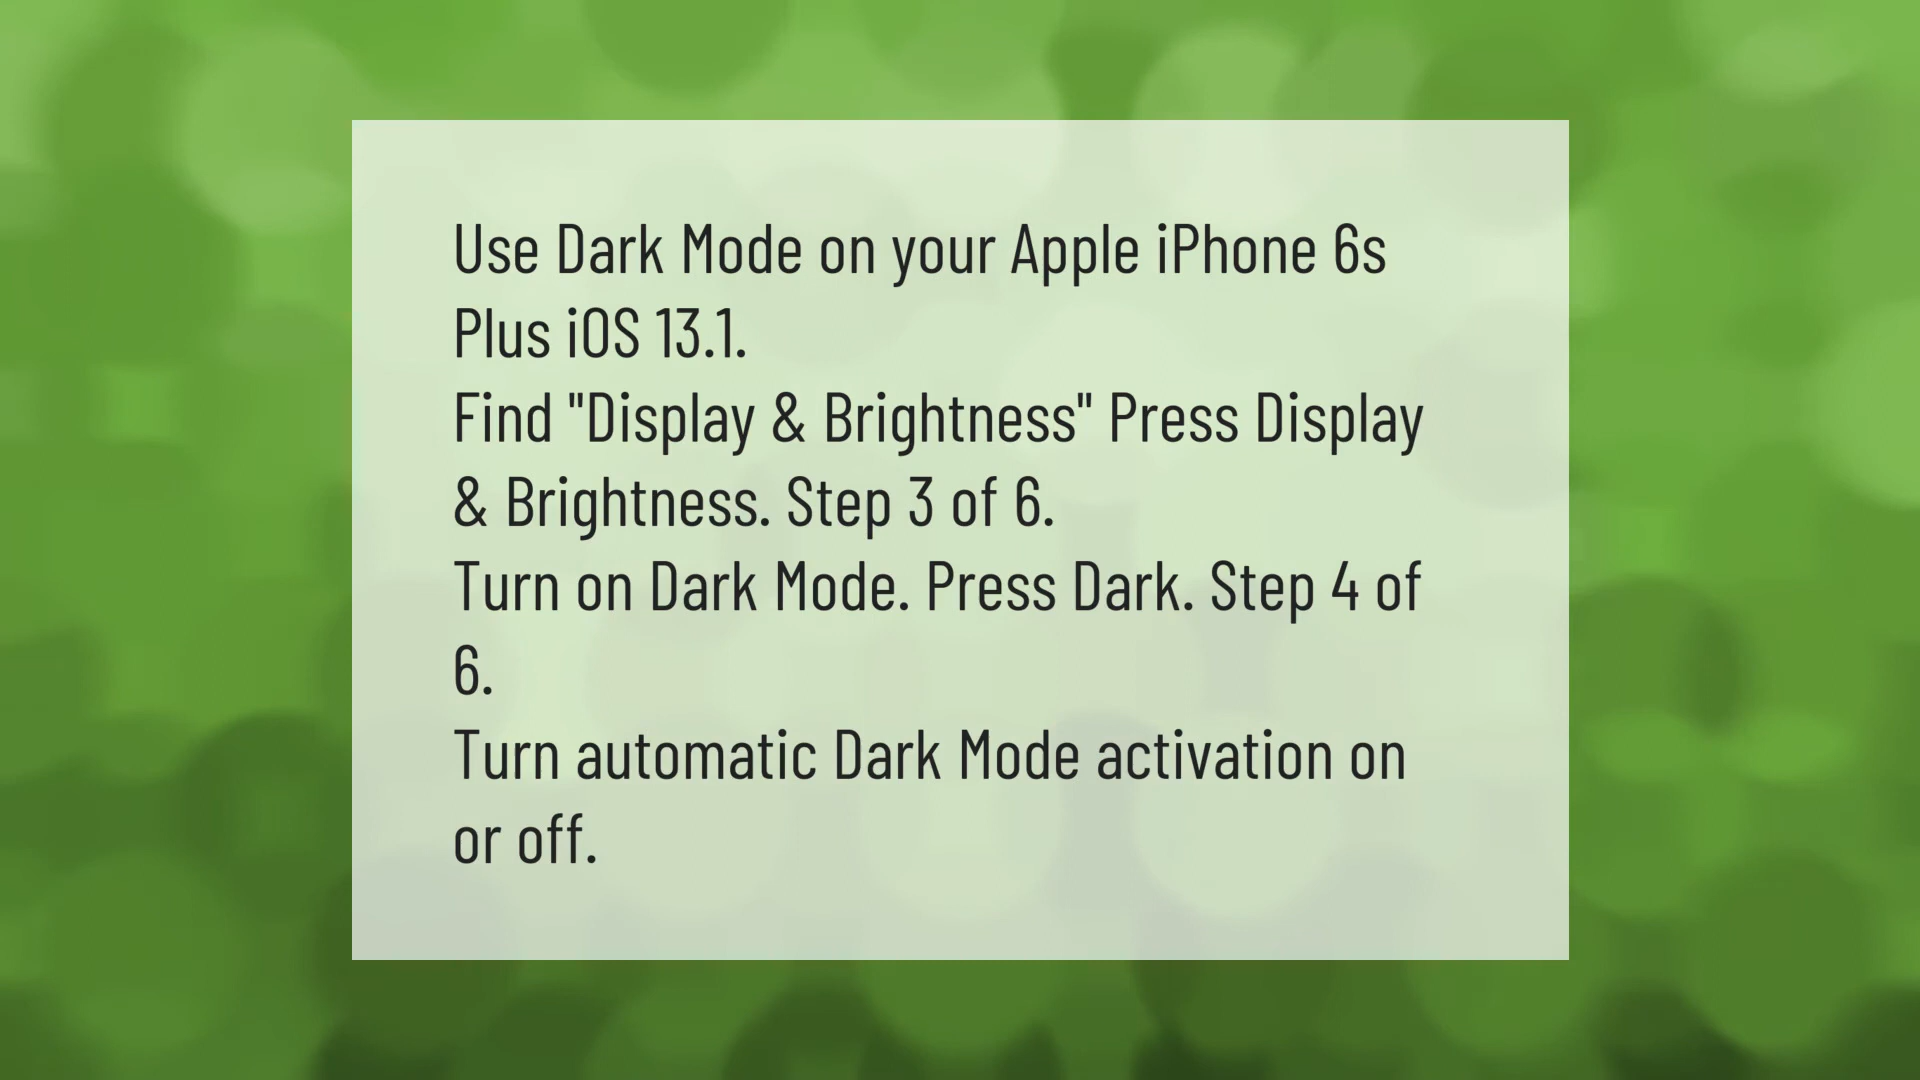 Use Dark Mode on your Apple iPhone 6s
Plus iOS 13.1.
Find "Display & Brightness" Press Display
& Brightness. Step 3 of 6.
Turn on Dark Mode. Press Dark. Step 4 of
6.
Turn automatic Dark Mode activation on
or off.